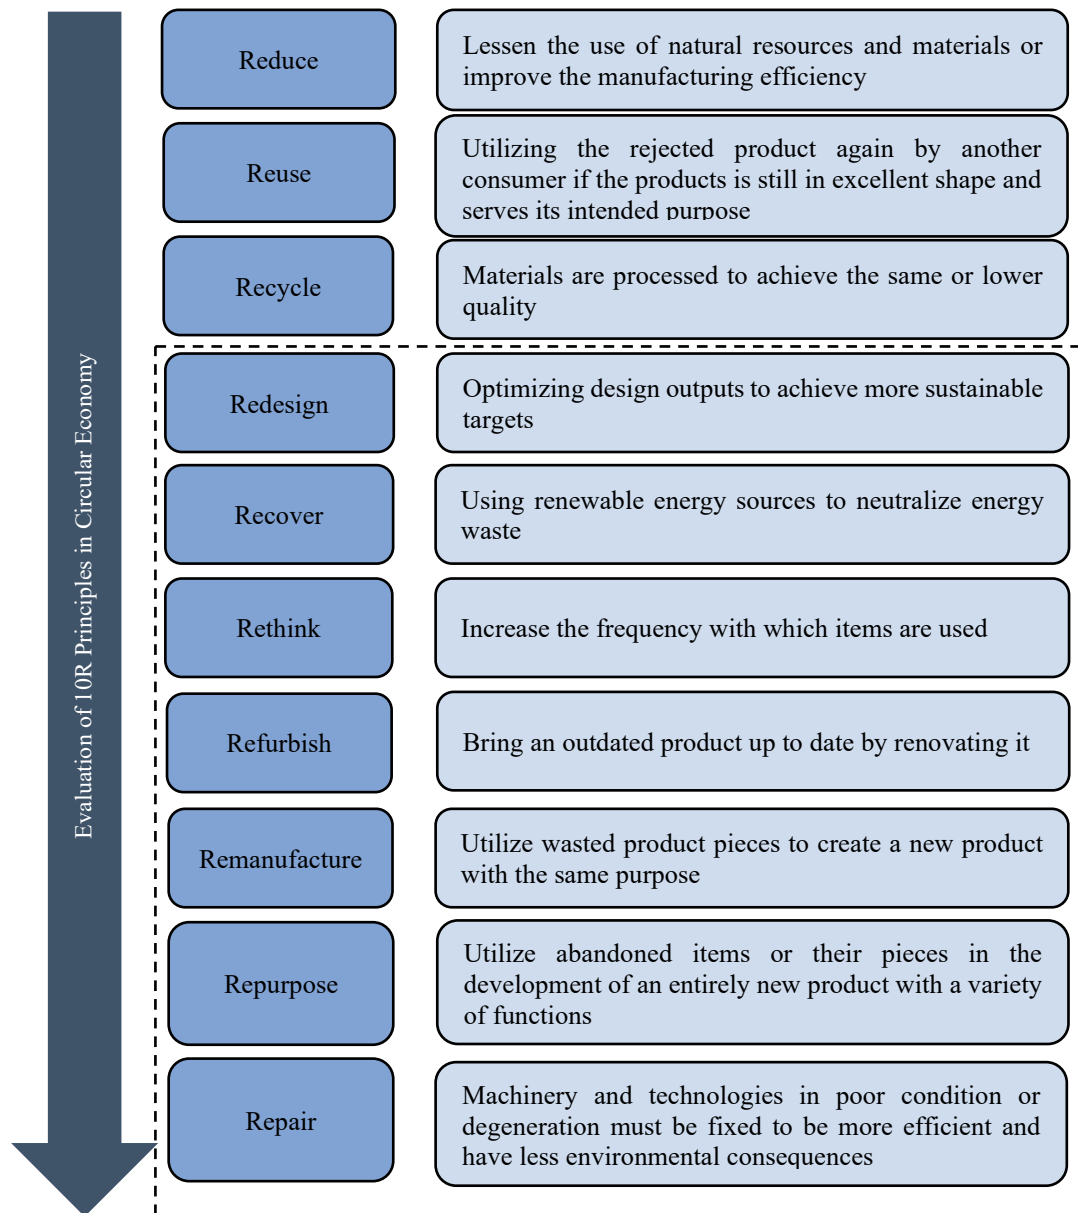 Evaluation of 10R Principles in Circular Economy
Reduce
Lessen the use of natural resources and materials or
improve the manufacturing efficiency
Reuse
Utilizing the rejected product again by another
consumer if the products is still in excellent shape and
serves its intended purpose
Recycle
Materials are processed to achieve the same or lower
quality
Redesign
Optimizing design outputs to achieve more sustainable
targets
Recover
Using renewable energy sources to neutralize energy
waste
Rethink
Increase the frequency with which items are used
Refurbish
Bring an outdated product up to date by renovating it
Remanufacture
Utilize wasted product pieces to create a new product
with the same purpose
Repurpose
Utilize abandoned items or their pieces in the
development of an entirely new product with a variety
of functions
Repair
Machinery and technologies in poor condition or
degeneration must be fixed to be more efficient and
have less environmental consequences